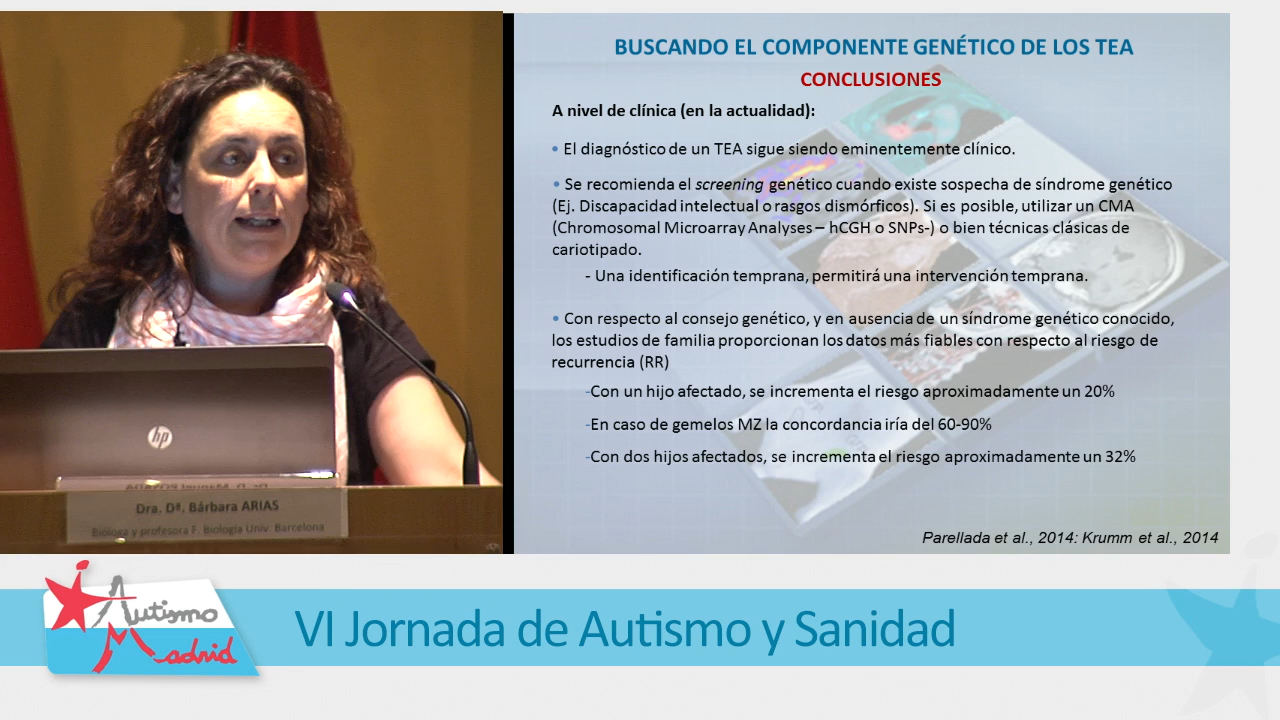 BUSCANDO EL COMPONENTE GENÉTICO DE LOS TEA
CONCLUSIONES
A nivel de clínica (en la actualidad):
• El diagnóstico de un TEA sigue siendo eminentemente clínico.
• Se recomienda el screening genético cuando existe sospecha de síndrome genético
(Ej. Discapacidad intelectual o rasgos dismórficos). Si es posible, utilizar un CMA
(Chromosomal Microarray Analyses – hCGH o SNPs-) o bien técnicas clásicas de
cariotipado.
- Una identificación temprana, permitirá una intervención temprana.
• Con respecto al consejo genético, y en ausencia de un síndrome genético conocido,
los estudios de familia proporcionan los datos más fiables con respecto al riesgo de
recurrencia (RR)
-Con un hijo afectado, se incrementa el riesgo aproximadamente un 20%
-En caso de gemelos MZ la concordancia iría del 60-90%
-Con dos hijos afectados, se incrementa el riesgo aproximadamente un 32%
Parellada et al., 2014: Krumm et al., 2014
hp
Dra. Dª. Bárbara ARIAS
Bióloga y profesora F. Biología Univ. Barcelona
Autismo
Madrid
VI Jornada de Autismo y Sanidad